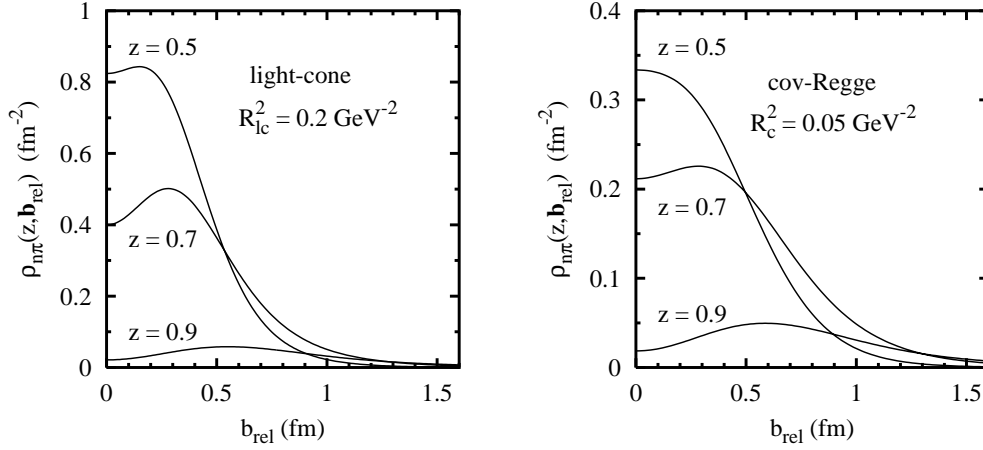 1
0.8
0.6
0.4
0.2
0
0 0.5 1 1.5
ρnπ(z,brel) (fm-2)
brel (fm)
z = 0.5
z = 0.7
z = 0.9
light-cone
R2lc = 0.2 GeV-2
0.4
0.3
0.2
0.1
0
0 0.5 1 1.5
ρnπ(z,brel) (fm-2)
brel (fm)
z = 0.5
z = 0.7
z = 0.9
cov-Regge
R2c = 0.05 GeV-2